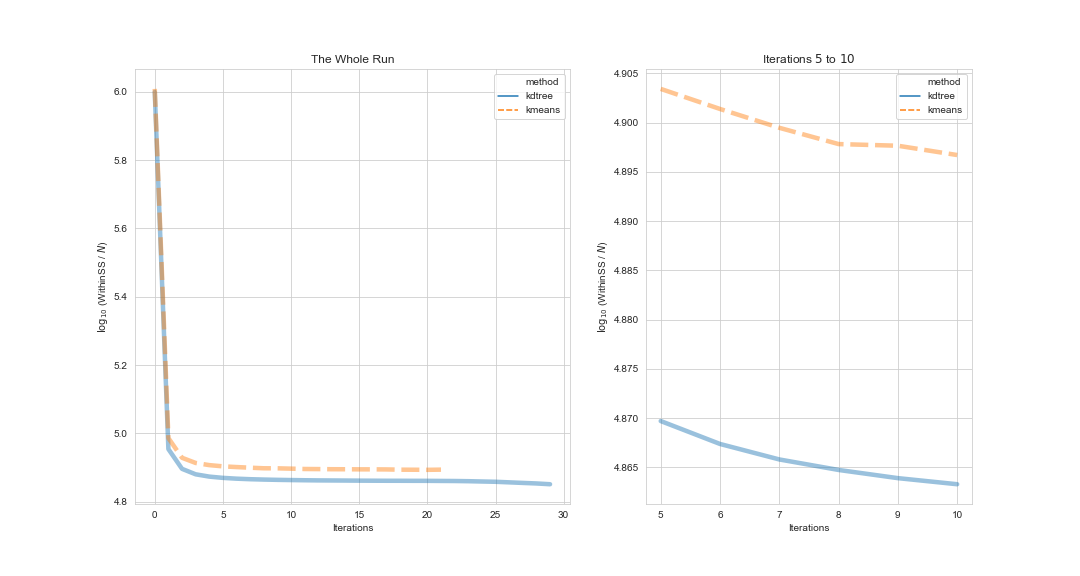 The Whole Run
log10 (WithinSS / N)
6.0
5.8
5.6
5.4
5.2
5.0
4.8
0 5 10 15 20 25 30
Iterations
method
kdtree
kmeans
Iterations 5 to 10
log10 (WithinSS / N)
4.905
4.900
4.895
4.890
4.885
4.880
4.875
4.870
4.865
5 6 7 8 9 10
Iterations
method
kdtree
kmeans